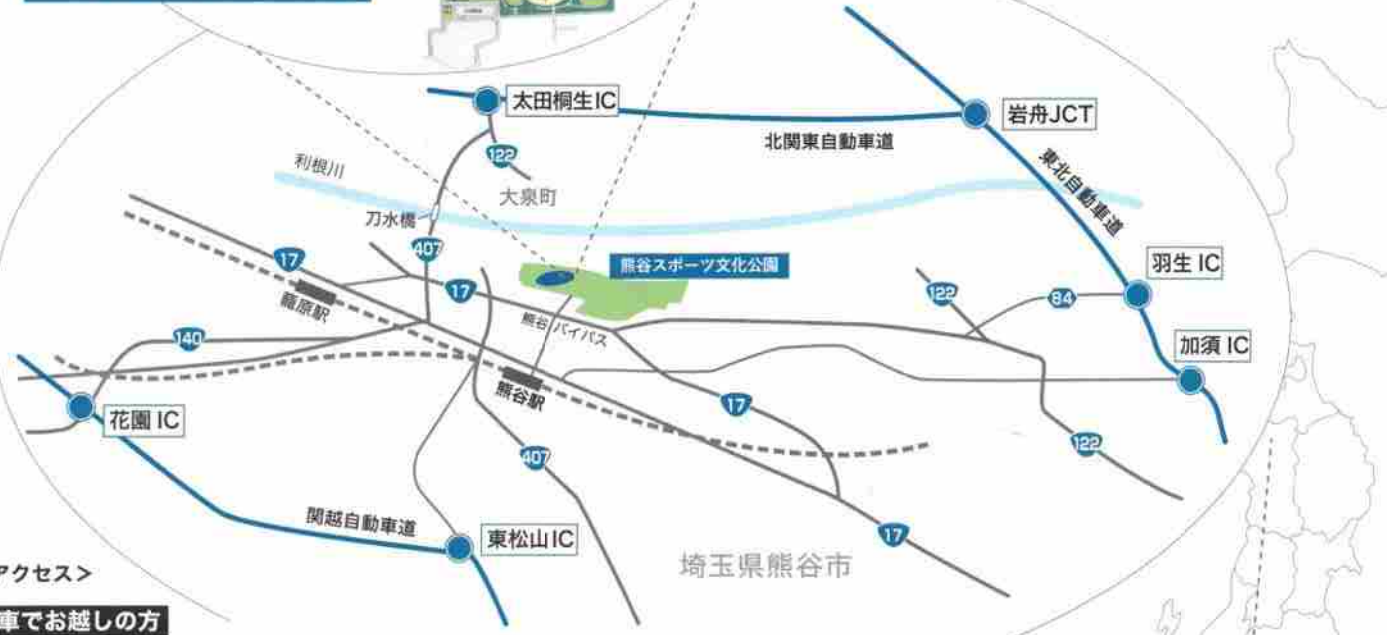 太田桐生IC
岩舟JCT
北関東自動車道
東北自動車道
122
利根川
大泉町
刀水橋
407
17
17
熊谷スポーツ文化公園
羽生 IC
122
84
籠原駅
熊谷バイパス
140
加須 IC
熊谷駅
17
花園 IC
122
407
関越自動車道
東松山IC
17
埼玉県熊谷市
アクセス＞
車でお越しの方